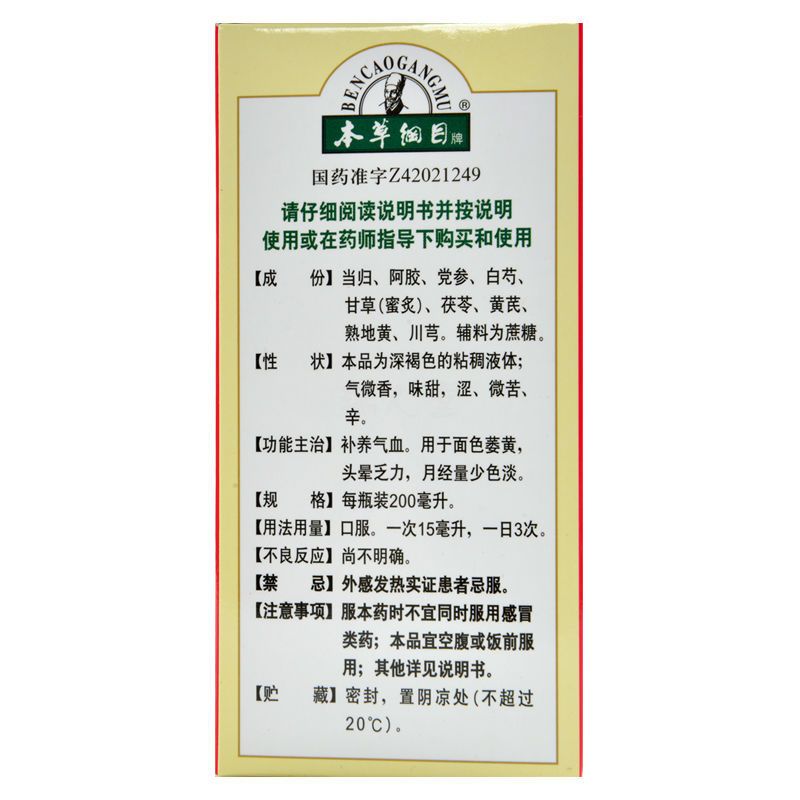 BENCAOGANGMU
®
本草纲目牌
国药准字Z42021249
请仔细阅读说明书并按说明
使用或在药师指导下购买和使用
【成 份】当归、阿胶、党参、白芍、
甘草(蜜炙)、茯苓、黄芪、
熟地黄、川芎。辅料为蔗糖。
【性 状】本品为深褐色的粘稠液体;
气微香，味甜，涩、微苦、
辛。
【功能主治】补养气血。用于面色萎黄，
头晕乏力，月经量少色淡。
【规 格】每瓶装200毫升。
【用法用量】口服。一次15毫升，一日3次。
【不良反应】尚不明确。
【禁 忌】外感发热实证患者忌服。
【注意事项】服本药时不宜同时服用感冒
类药；本品宜空腹或饭前服
用；其他详见说明书。
【贮 藏】密封，置阴凉处(不超过
20℃)。